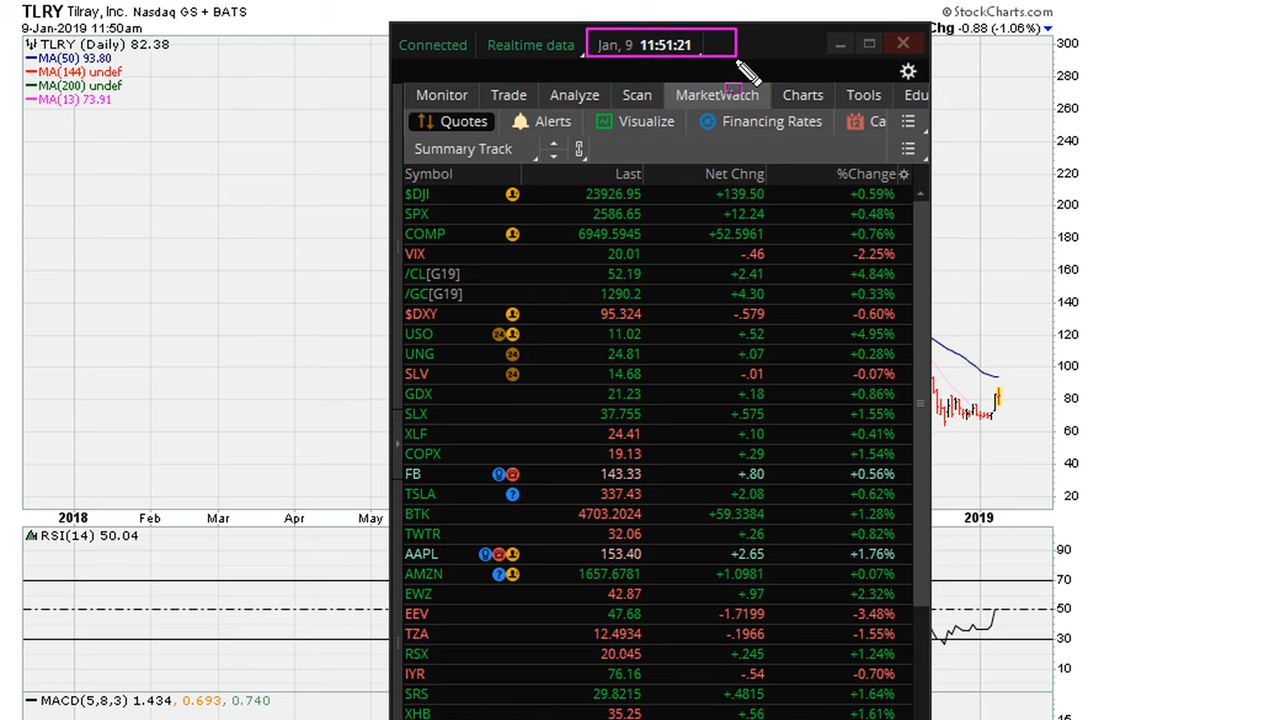 TLRY Tilray, Inc. Nasdaq GS + BATS
© StockCharts.com
9-Jan-2019 11:50am
Chg -0.88 (-1.06%)
TLRY (Daily) 82.38
MA(50) 93.80
MA(144) undef
MA(200) undef
MA(13) 73.91
Connected Realtime data Jan, 9 11:51:21
Monitor Trade Analyze Scan MarketWatch Charts Tools Edu
Quotes Alerts Visualize Financing Rates 12 Ca
Summary Track
Symbol Last Net Chng %Change
$DJI 23926.95 +139.50 +0.59%
SPX 2586.65 +12.24 +0.48%
COMP 6949.5945 +52.5961 +0.76%
VIX 20.01 -.46 -2.25%
/CL[G19] 52.19 +2.41 +4.84%
/GC[G19] 1290.2 +4.30 +0.33%
$DXY 95.324 -.579 -0.60%
USO 24 11.02 +.52 +4.95%
UNG 24 24.81 +.07 +0.28%
SLV 24 14.68 -.01 -0.07%
GDX 21.23 +.18 +0.86%
SLX 37.755 +.575 +1.55%
XLF 24.41 +.10 +0.41%
COPX 19.13 +.29 +1.54%
FB 143.33 +.80 +0.56%
TSLA ? 337.43 +2.08 +0.62%
BTK 4703.2024 +59.3384 +1.28%
TWTR 32.06 +.26 +0.82%
AAPL 153.40 +2.65 +1.76%
AMZN ? 1657.6781 +1.0981 +0.07%
EWZ 42.87 +.97 +2.32%
EEV 47.68 -1.7199 -3.48%
TZA 12.4934 -.1966 -1.55%
RSX 20.045 +.245 +1.24%
IYR 76.16 -.54 -0.70%
SRS 29.8215 +.4815 +1.64%
XHB 35.25 +.56 +1.61%
300
280
260
240
220
200
180
160
140
120
100
80
60
40
20
2018 Feb Mar Apr May 2019
RSI(14) 50.04
90
70
50
30
10
MACD(5,8,3) 1.434, 0.693, 0.740
15